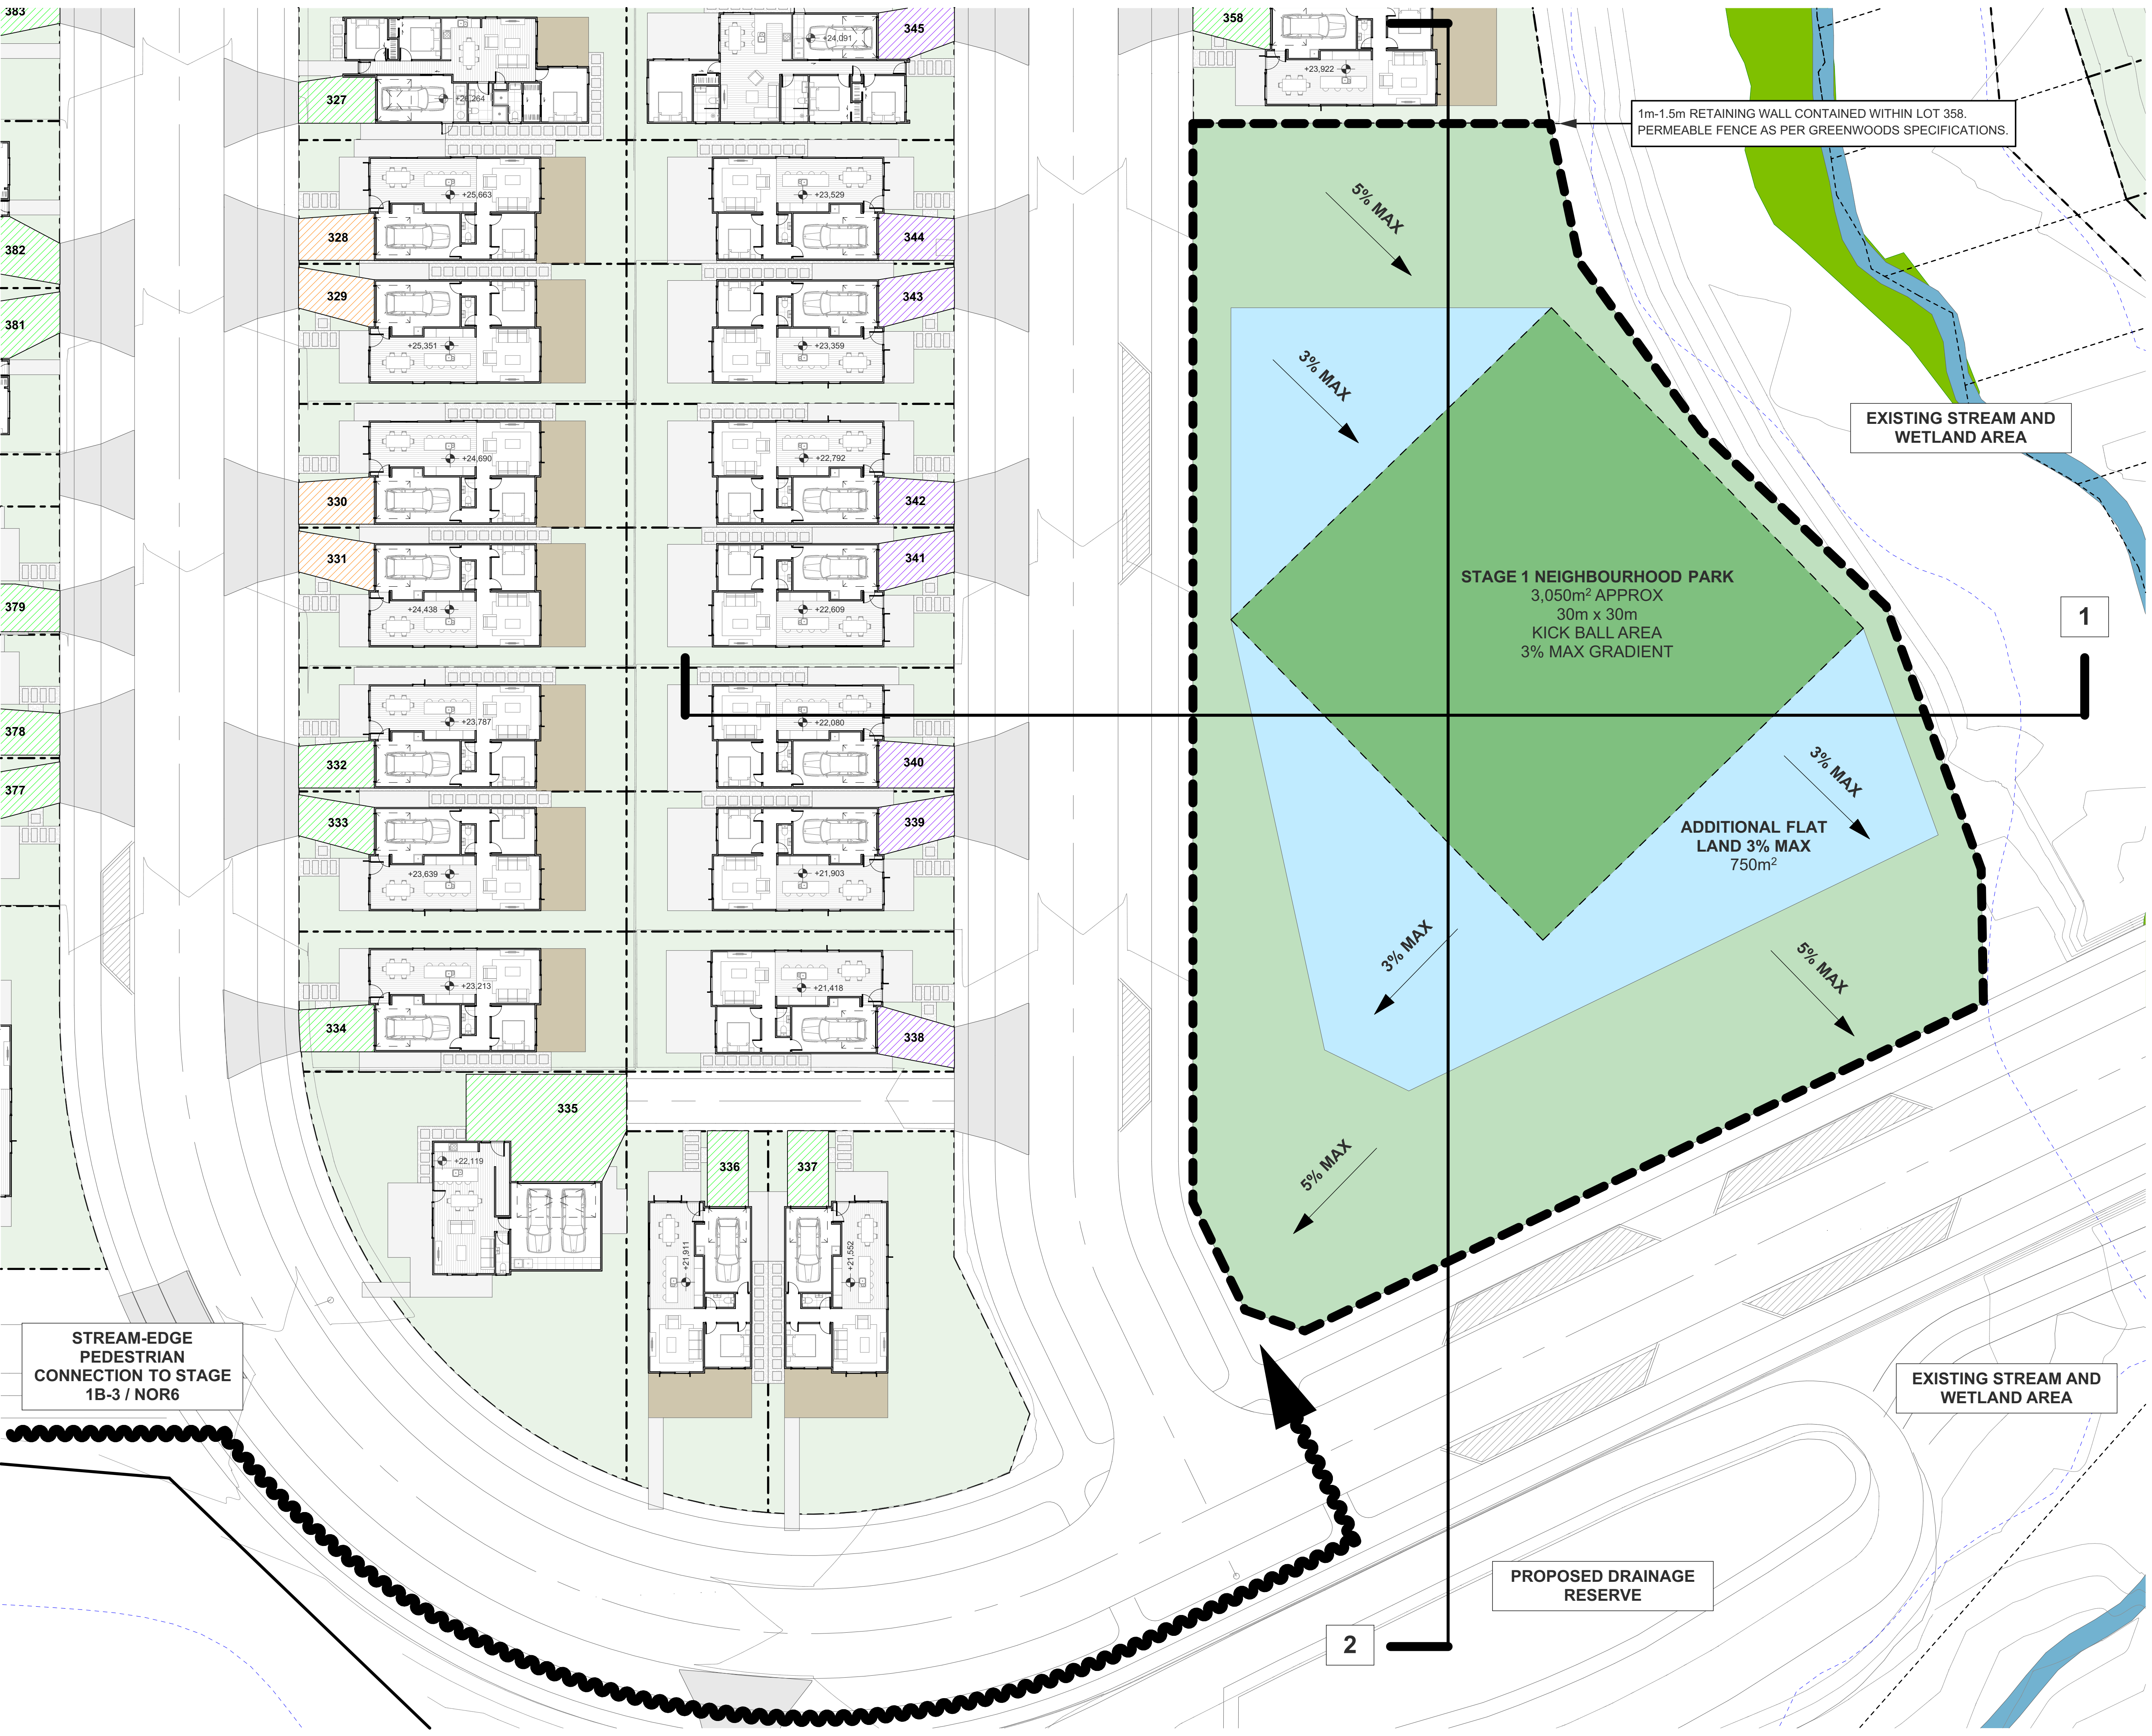 383
345
358
+24,091
+23,922
327
+26,264
1m-1.5m RETAINING WALL CONTAINED WITHIN LOT 358.
PERMEABLE FENCE AS PER GREENWOODS SPECIFICATIONS.
+25,663
+23,529
5% MAX
382
328
344
329
343
381
+25,351
+23,359
3% MAX
EXISTING STREAM AND
WETLAND AREA
+24,690
+22,792
330
342
331
341
379
+24,438
+22,609
STAGE 1 NEIGHBOURHOOD PARK
3,050m² APPROX
30m x 30m
KICK BALL AREA
3% MAX GRADIENT
1
378
+23,787
+22,080
332
340
3% MAX
377
333
339
ADDITIONAL FLAT
LAND 3% MAX
750m²
+23,639
+21,903
3% MAX
5% MAX
+23,213
+21,418
334
338
335
5% MAX
+22,119
336
337
+21,911
+21,552
STREAM-EDGE
PEDESTRIAN
CONNECTION TO STAGE
1B-3 / NOR6
EXISTING STREAM AND
WETLAND AREA
PROPOSED DRAINAGE
RESERVE
2